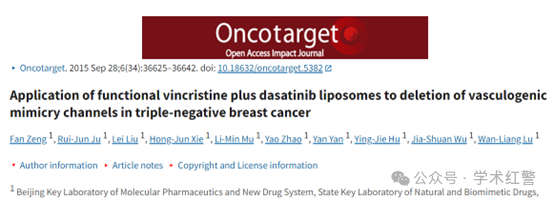 Oncotarget
Open Access Impact Journal
Oncotarget. 2015 Sep 28;6(34):36625–36642. doi: 10.18632/oncotarget.5382
Application of functional vincristine plus dasatinib liposomes to deletion of vasculogenic
mimicry channels in triple-negative breast cancer
Fan Zeng 1, Rui-Jun Ju 1, Lei Liu 1, Hong-Jun Xie 1, Li-Min Mu 1, Yao Zhao 1, Yan Yan 1, Ying-Jie Hu 1, Jia-Shuan Wu 1, Wan-Liang Lu 1
Author information Article notes Copyright and License information
1 Beijing Key Laboratory of Molecular Pharmaceutics and New Drug System, State Key Laboratory of Natural and Biomimetic Drugs,
公众号·学术红警